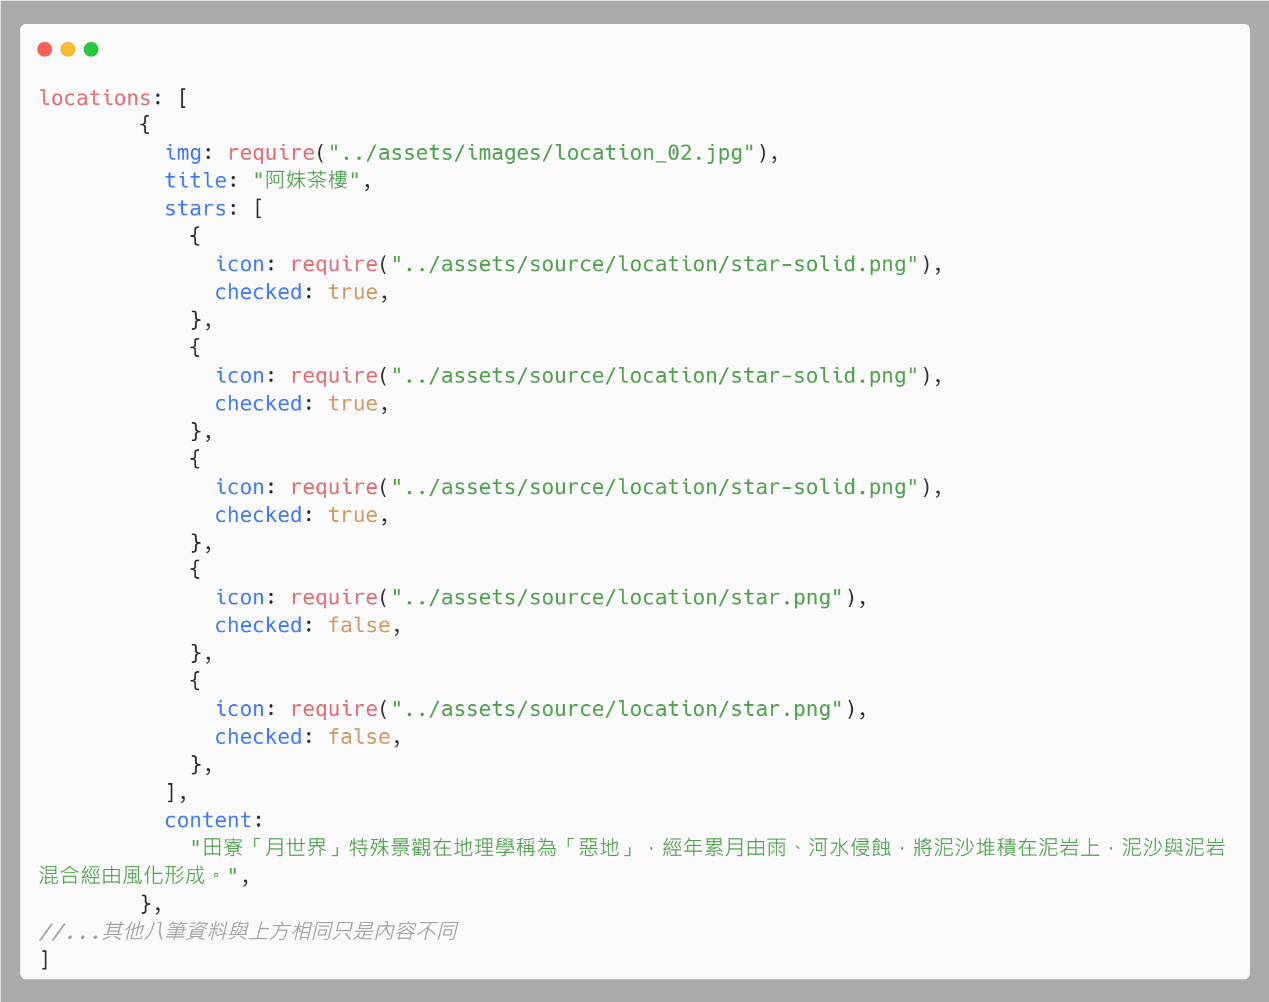 locations: [
        {
          img: require("../assets/images/location_02.jpg"),
          title: "阿妹茶樓",
          stars: [
            {
              icon: require("../assets/source/location/star-solid.png"),
              checked: true,
            },
            {
              icon: require("../assets/source/location/star-solid.png"),
              checked: true,
            },
            {
              icon: require("../assets/source/location/star-solid.png"),
              checked: true,
            },
            {
              icon: require("../assets/source/location/star.png"),
              checked: false,
            },
            {
              icon: require("../assets/source/location/star.png"),
              checked: false,
            },
          ],
          content:
            "田寮「月世界」特殊景觀在地理學稱為「惡地」，經年累月由雨、河水侵蝕，將泥沙堆積在泥岩上，泥沙與泥岩
混合經由風化形成。",
        },
//...其他八筆資料與上方相同只是內容不同
]